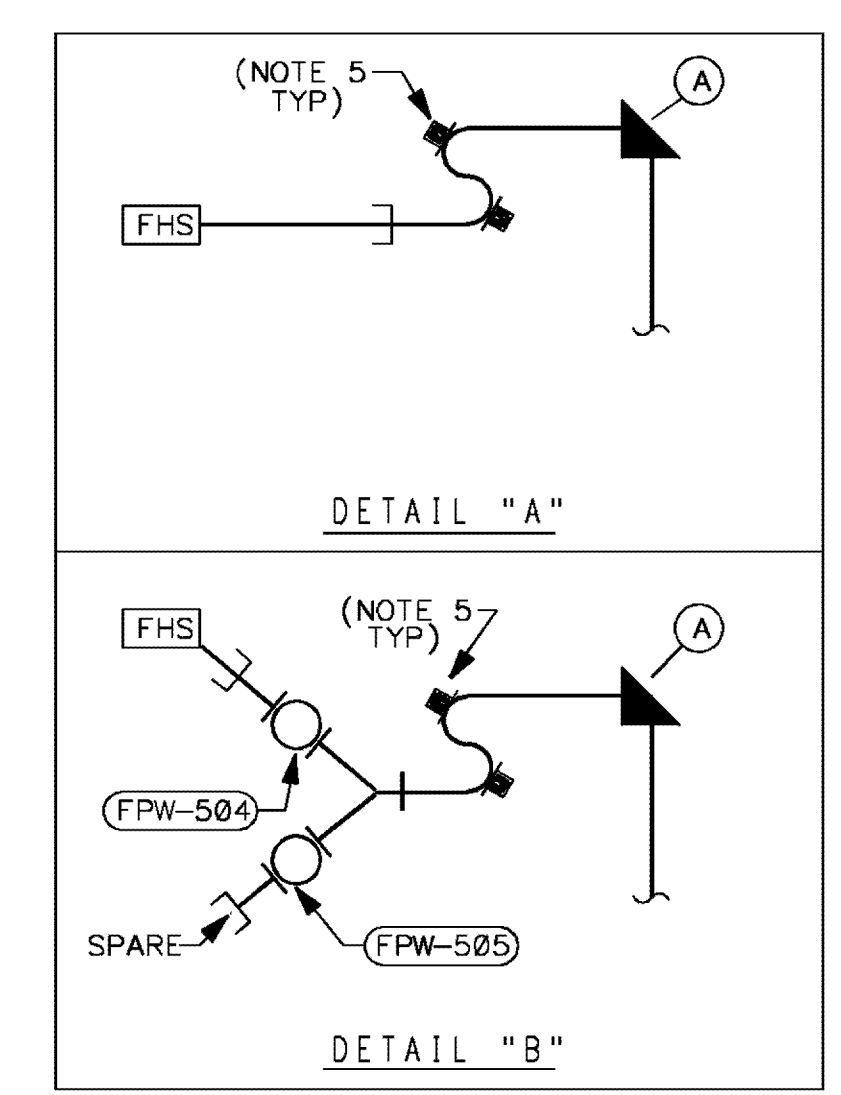 (NOTE 5
TYP)
A
FHS
DETAIL "A"
FHS
(NOTE 5
TYP)
A
FPW-504
SPARE
FPW-505
DETAIL "B"